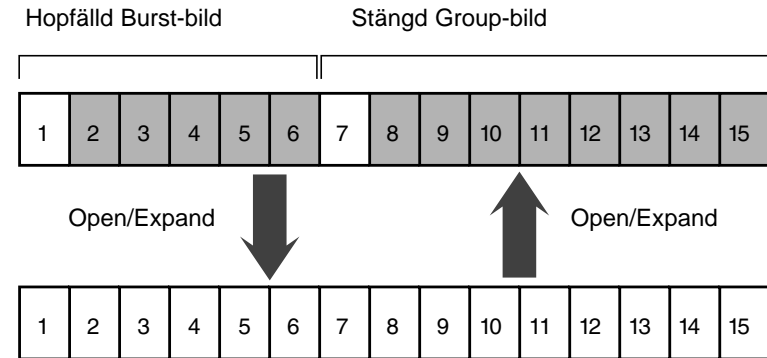 Hopfälld Burst-bild Stängd Group-bild
1 2 3 4 5 6 7 8 9 10 11 12 13 14 15
Open/Expand Open/Expand
1 2 3 4 5 6 7 8 9 10 11 12 13 14 15